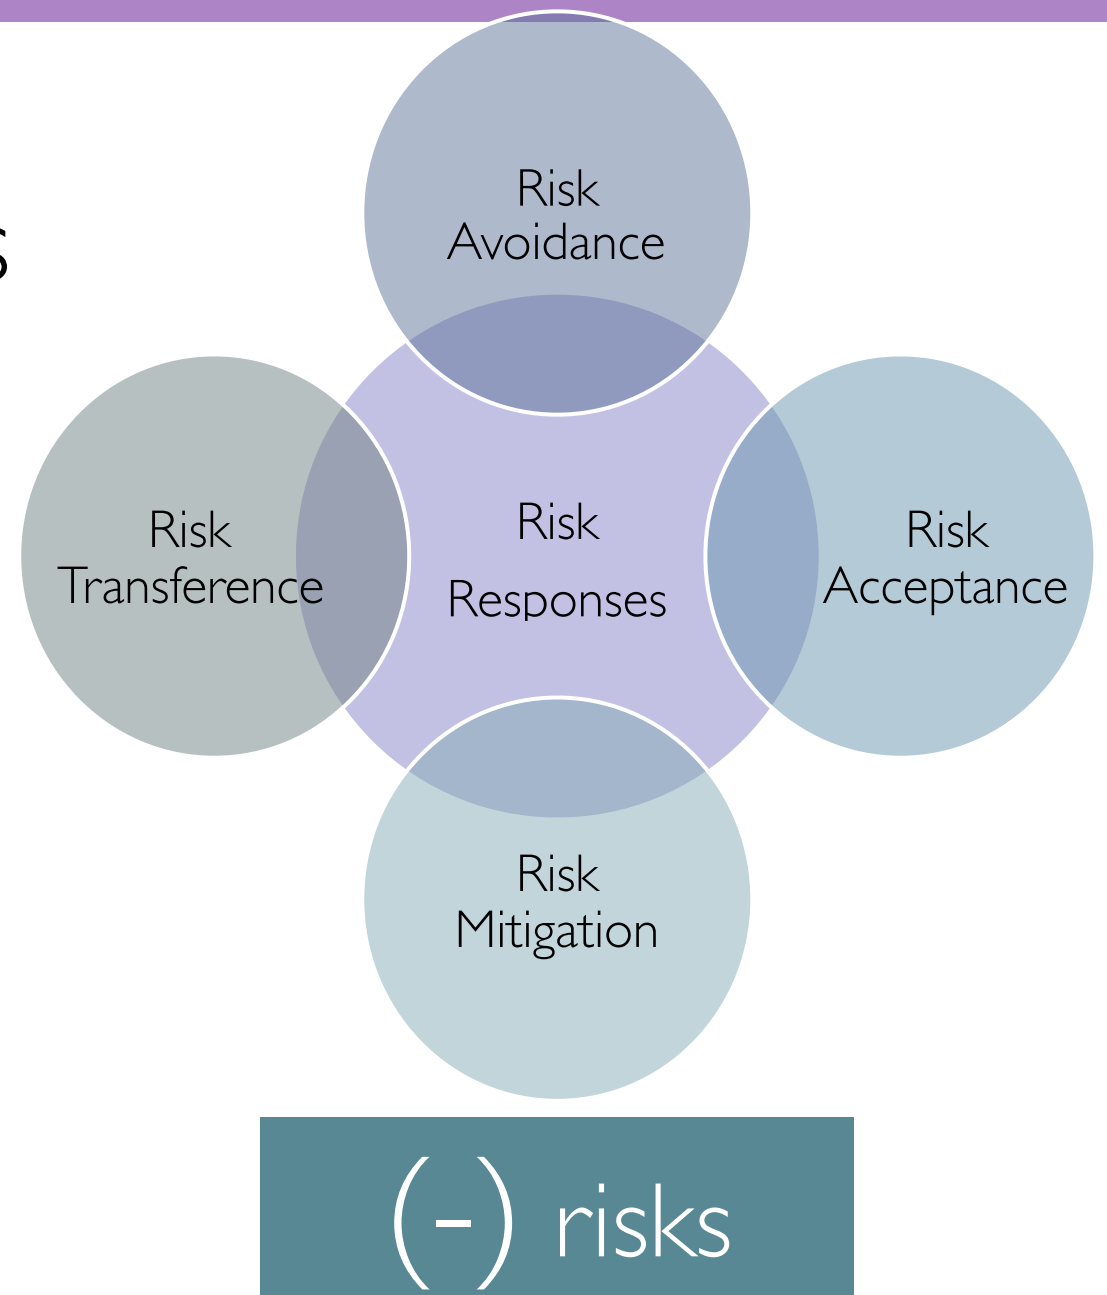 s
Risk
Avoidance
Risk
Transference
Risk
Responses
Risk
Acceptance
Risk
Mitigation
(-) risks